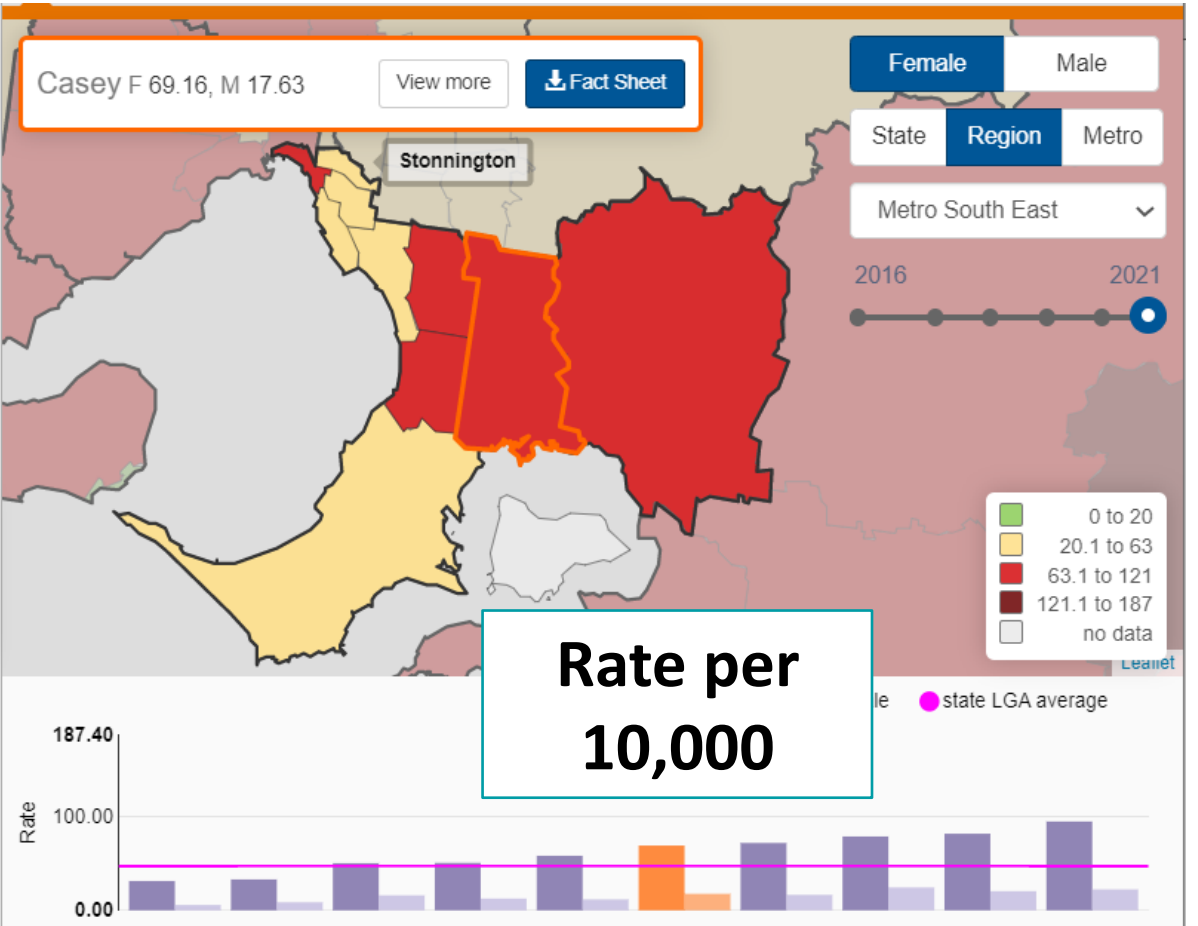 Casey F 69.16, M 17.63
View more
Fact Sheet
Female
Male
Stonnington
State
Region
Metro
Metro South East
2016
2021
0 to 20
20.1 to 63
63.1 to 121
121.1 to 187
no data
Leaflet
Rate per
10,000
le
state LGA average
187.40
100.00
0.00
Rate